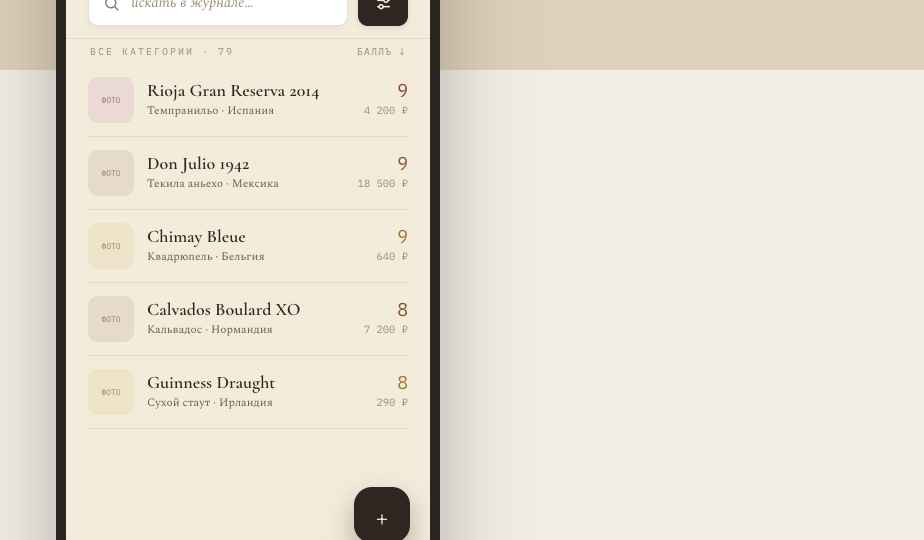 искать в журнале...
ВСЕ КАТЕГОРИИ · 79
БАЛЛЪ ↓
ФОТО
Rioja Gran Reserva 2014
9
Темпранильо · Испания
4 200 ₽
ФОТО
Don Julio 1942
9
Текила аньехо · Мексика
18 500 ₽
ФОТО
Chimay Bleue
9
Квадрюпель · Бельгия
640 ₽
ФОТО
Calvados Boulard XO
8
Кальвадос · Нормандия
7 200 ₽
ФОТО
Guinness Draught
8
Сухой стаут · Ирландия
290 ₽
+